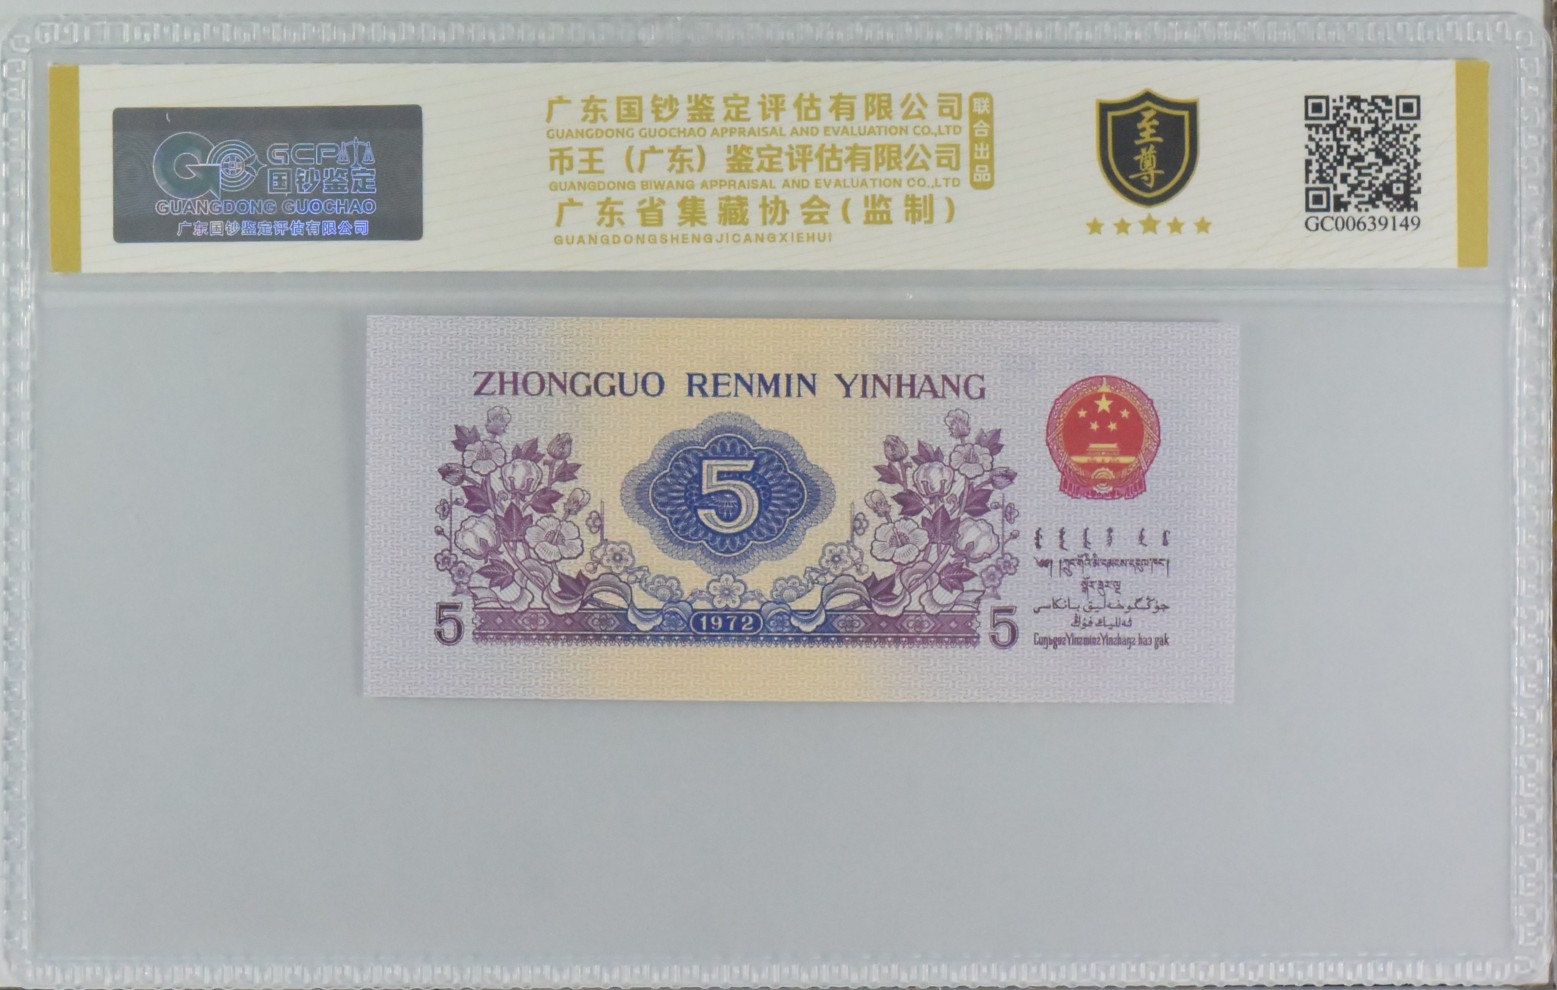 GCP
国钞鉴定
GUANGDONG GUOCHAO
广东国钞鉴定评估有限公司
广东国钞鉴定评估有限公司
GUANGDONG GUOCHAO APPRAISAL AND EVALUATION CO.,LTD
币王（广东）鉴定评估有限公司
GUANGDONG BIWANG APPRAISAL AND EVALUATION CO.,LTD
联合出品
广东省集藏协会(监制)
GUANGDONGSHENGJICANGXIEHUI
至尊
GC00639149
ZHONGGUO RENMIN YINHANG
5
5
1972
5